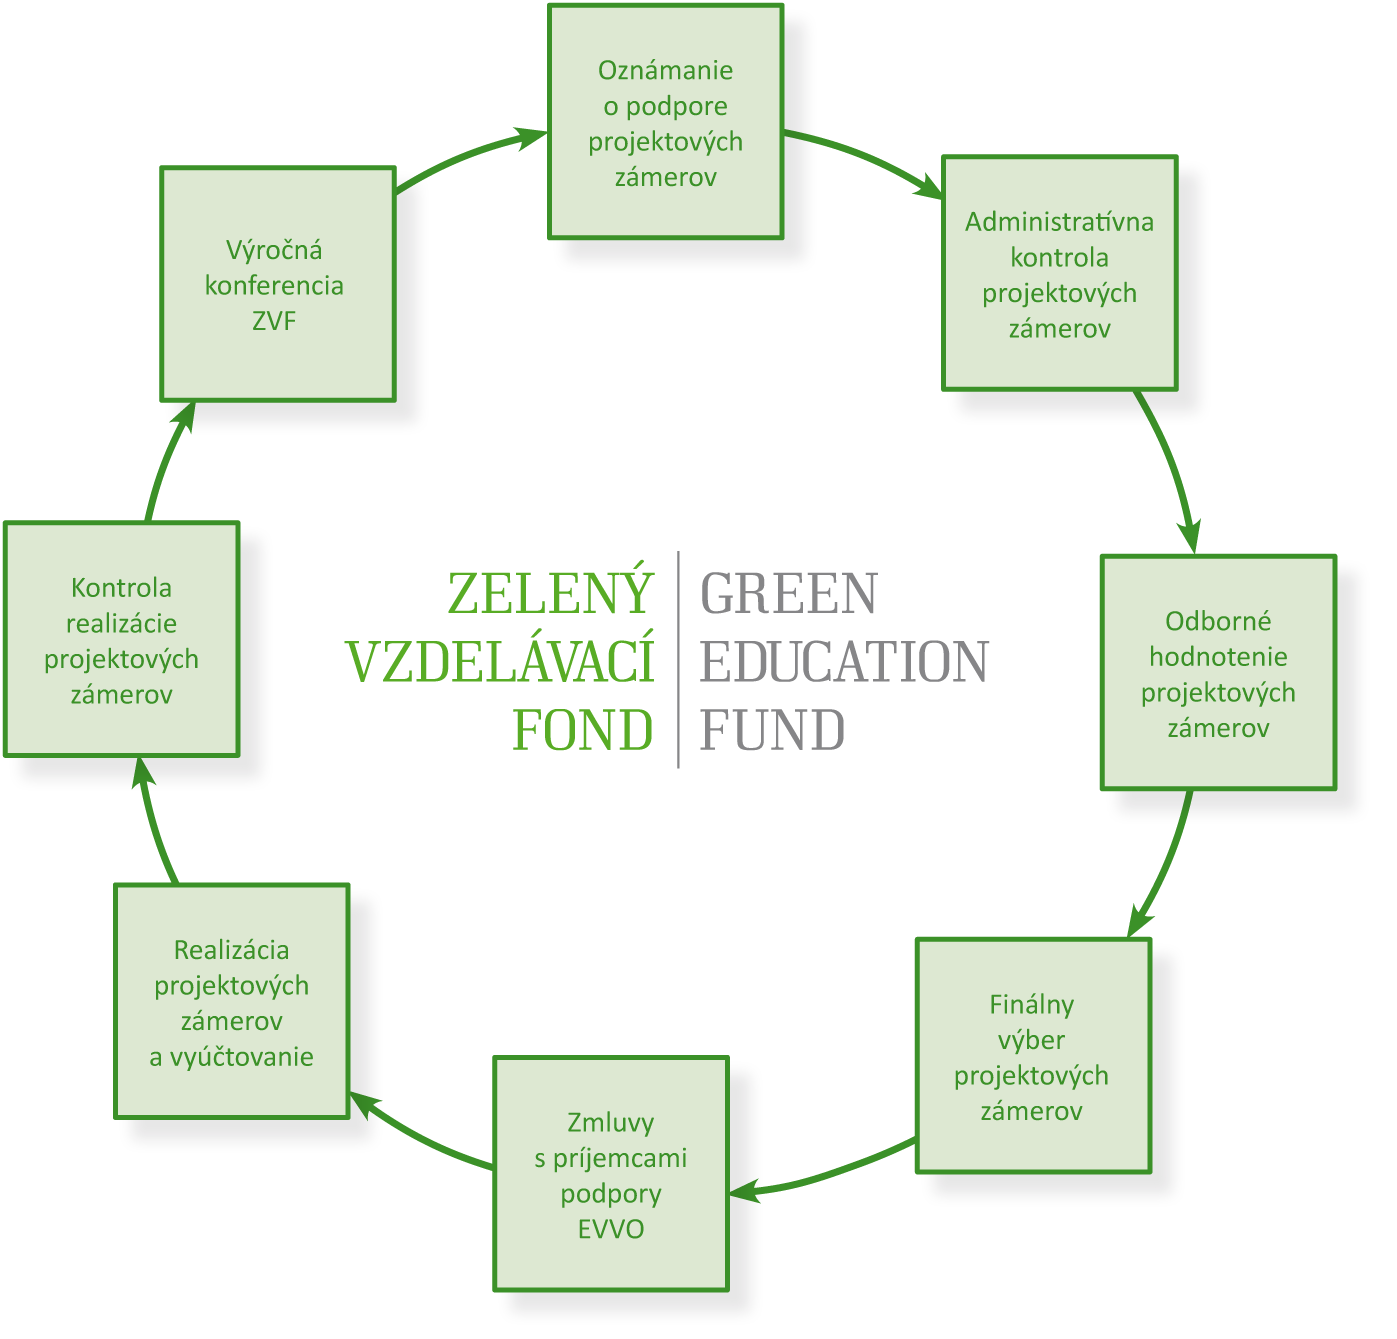 Oznámanie
o podpore
projektových
zámerov
Administratívna
kontrola
projektových
zámerov
Odborné
hodnotenie
projektových
zámerov
Finálny
výber
projektových
zámerov
Zmluvy
s príjemcami
podpory
EVVO
Realizácia
projektových
zámerov
a vyúčtovanie
Kontrola
realizácie
projektových
zámerov
Výročná
konferencia
ZVF
ZELENÝ
VZDELÁVACÍ
FOND
GREEN
EDUCATION
FUND